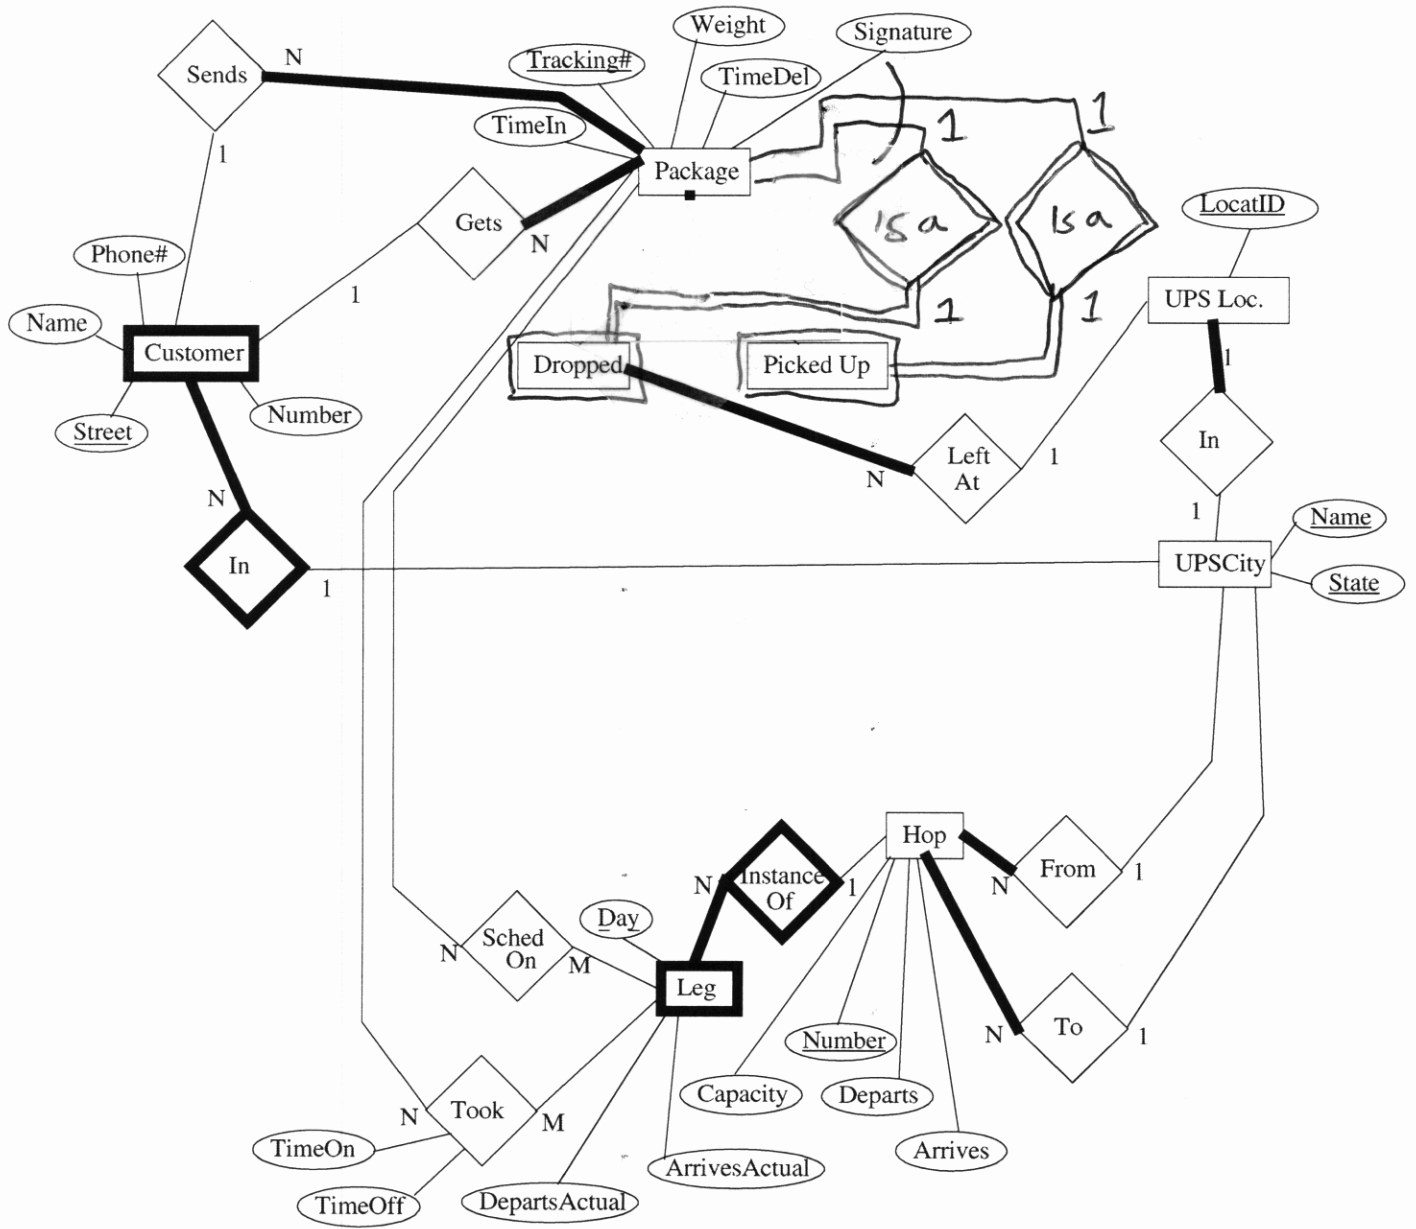 Weight
Signature
Sends
N
Tracking#
TimeDel
TimeIn
1
1
1
Package
Is a
Is a
LocatID
Gets
N
Phone#
1
UPS Loc.
1
1
Name
Customer
Dropped
Picked Up
1
Number
Street
In
Left
At
1
N
N
1
Name
In
UPSCity
State
1
Hop
Instance
Of
N
1
From
N
1
Day
Sched
On
N
M
Leg
To
N
1
Number
Capacity
Departs
Took
N
M
TimeOn
Arrives
ArrivesActual
TimeOff
DepartsActual